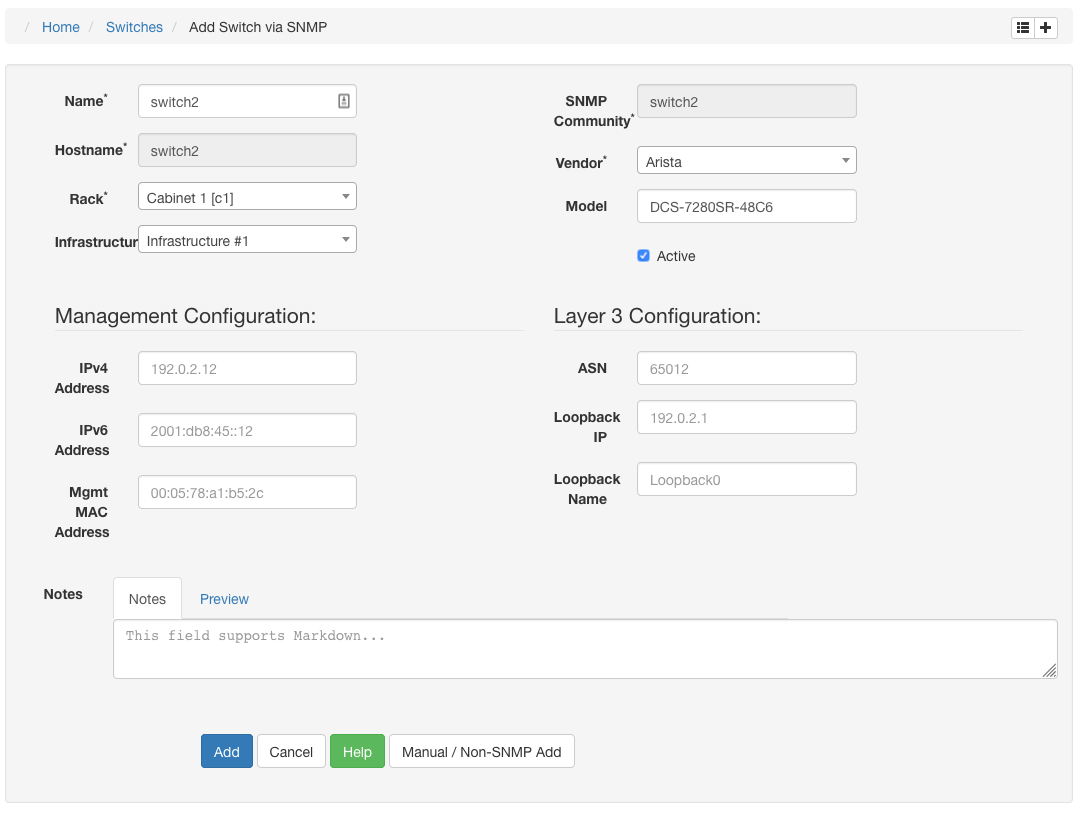 / Home / Switches / Add Switch via SNMP
Name* switch2
Hostname* switch2
Rack* Cabinet 1 [c1]
Infrastructur Infrastructure #1
SNMP
Community* switch2
Vendor* Arista
Model DCS-7280SR-48C6
Active
Management Configuration:
IPv4
Address 192.0.2.12
IPv6
Address 2001:db8:45::12
Mgmt
MAC
Address 00:05:78:a1:b5:2c
Layer 3 Configuration:
ASN 65012
Loopback
IP 192.0.2.1
Loopback
Name Loopback0
Notes Notes Preview
This field supports Markdown...
Add Cancel Help Manual / Non-SNMP Add